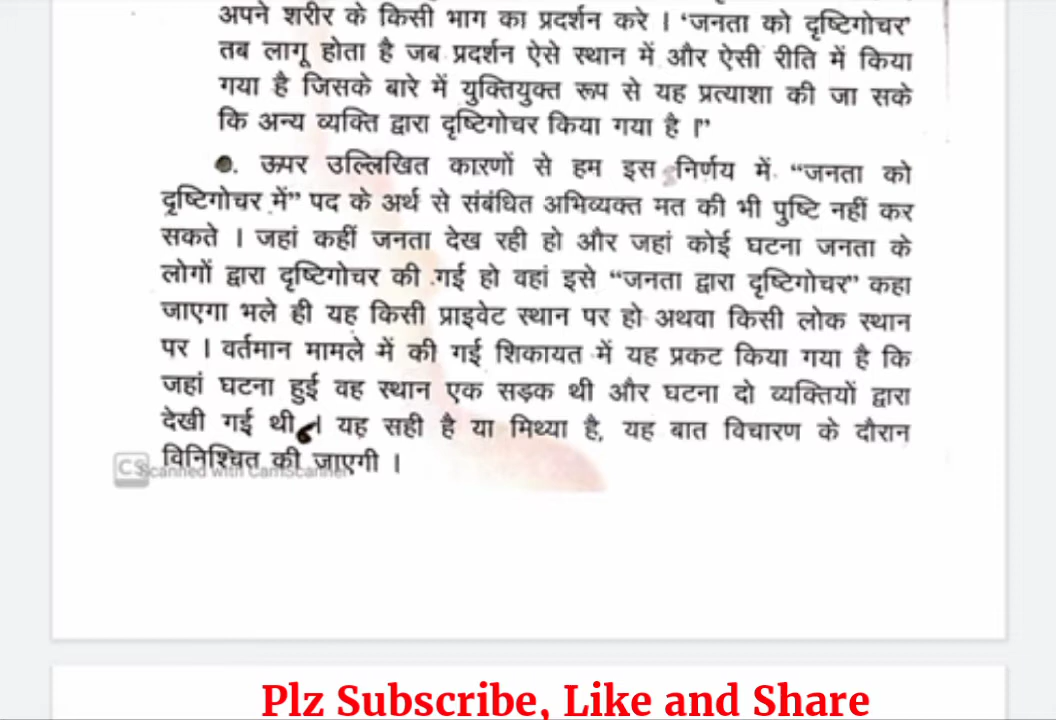 अपने शरीर के किसी भाग का प्रदर्शन करे । ‘जनता को दृष्टिगोचर’
तब लागू होता है जब प्रदर्शन ऐसे स्थान में और ऐसी रीति में किया
गया है जिसके बारे में युक्तियुक्त रूप से यह प्रत्याशा की जा सके
कि अन्य व्यक्ति द्वारा दृष्टिगोचर किया गया है ।”
ऊपर उल्लिखित कारणों से हम इस निर्णय में “जनता को
दृष्टिगोचर में” पद के अर्थ से संबंधित अभिव्यक्त मत की भी पुष्टि नहीं कर
सकते । जहां कहीं जनता देख रही हो और जहां कोई घटना जनता के
लोगों द्वारा दृष्टिगोचर की गई हो वहां इसे “जनता द्वारा दृष्टिगोचर” कहा
जाएगा भले ही यह किसी प्राइवेट स्थान पर हो अथवा किसी लोक स्थान
पर । वर्तमान मामले में की गई शिकायत में यह प्रकट किया गया है कि
जहां घटना हुई वह स्थान एक सड़क थी और घटना दो व्यक्तियों द्वारा
देखी गई थी । यह सही है या मिथ्या है, यह बात विचारण के दौरान
विनिश्चित की जाएगी ।
CS Scanned with CamScanner
Plz Subscribe, Like and Share